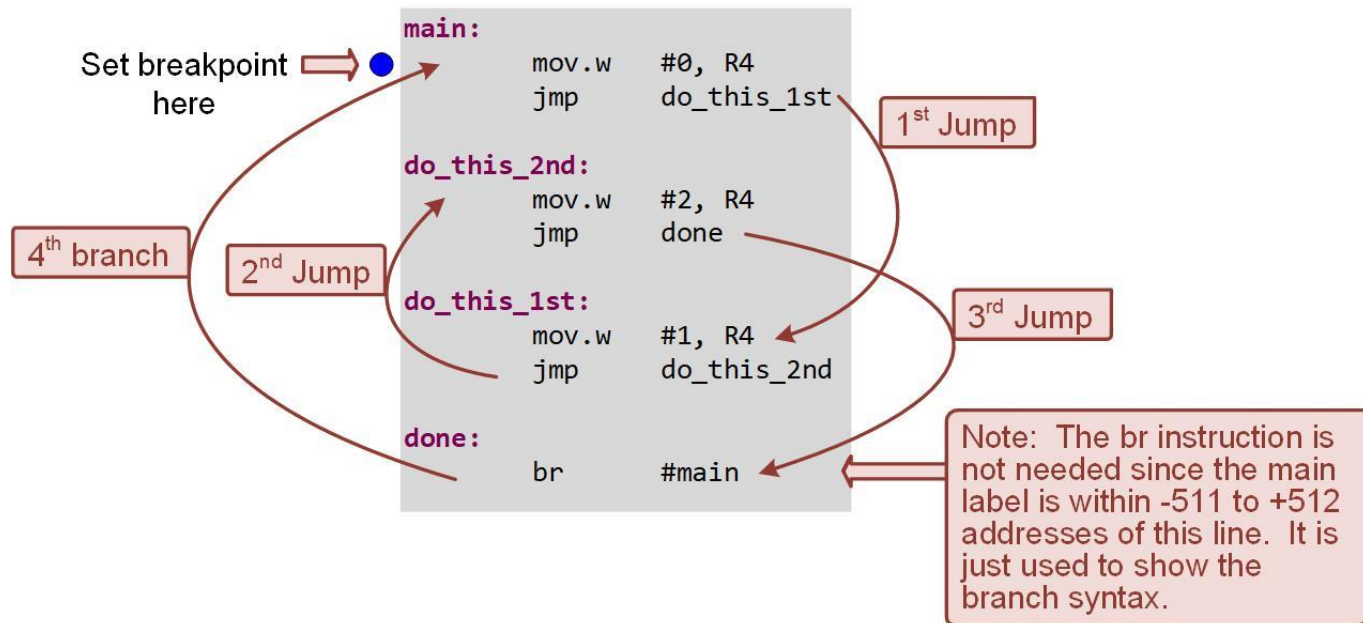 main:
Set breakpoint
here
mov.w #0, R4
jmp do_this_1st
1st Jump
do_this_2nd:
mov.w #2, R4
jmp done
4th branch
2nd Jump
do_this_1st:
mov.w #1, R4
jmp do_this_2nd
3rd Jump
done:
br #main
Note: The br instruction is
not needed since the main
label is within -511 to +512
addresses of this line. It is
just used to show the
branch syntax.